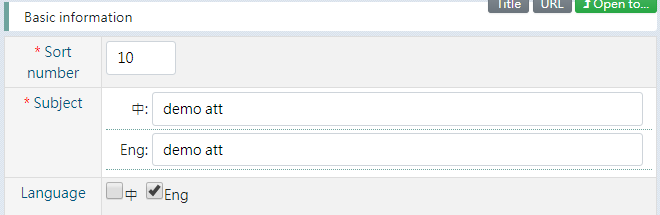 Title URL Open to...
Basic information
* Sort number 10
* Subject
中: demo att
Eng: demo att
Language 中 Eng